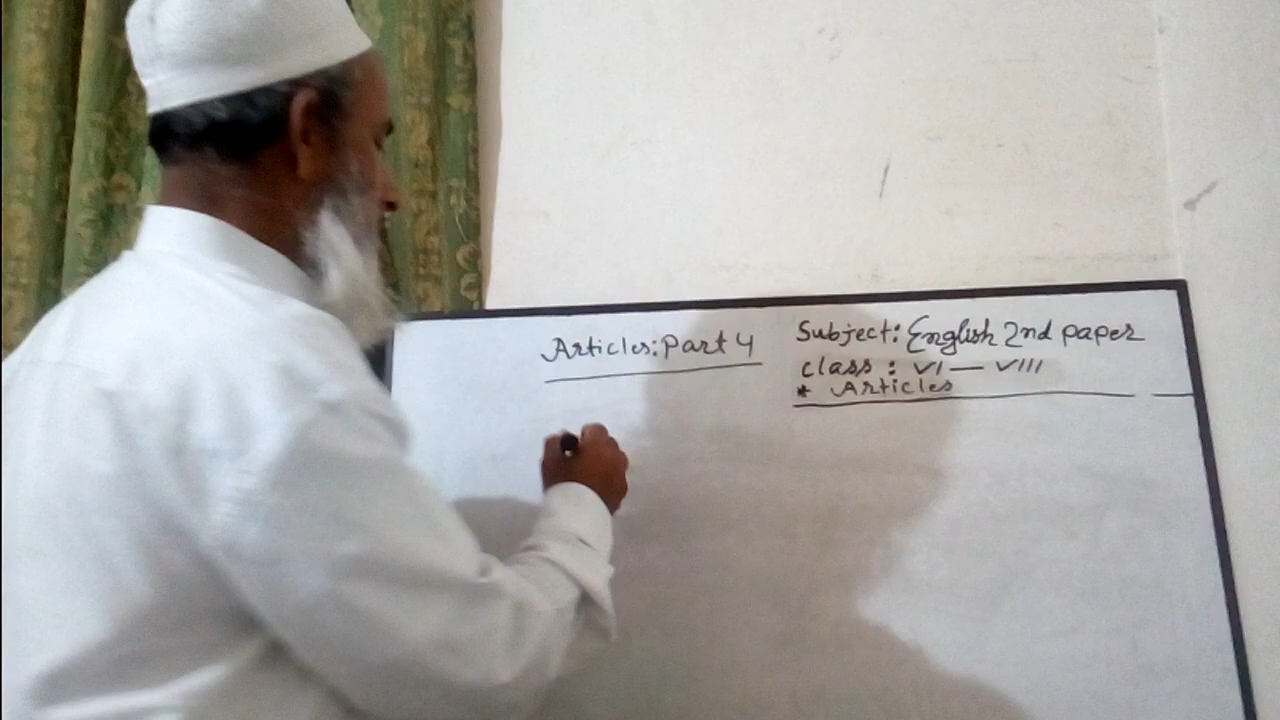 Articles: Part 4
Subject: English 2nd paper
class : VI — VIII
* Articles